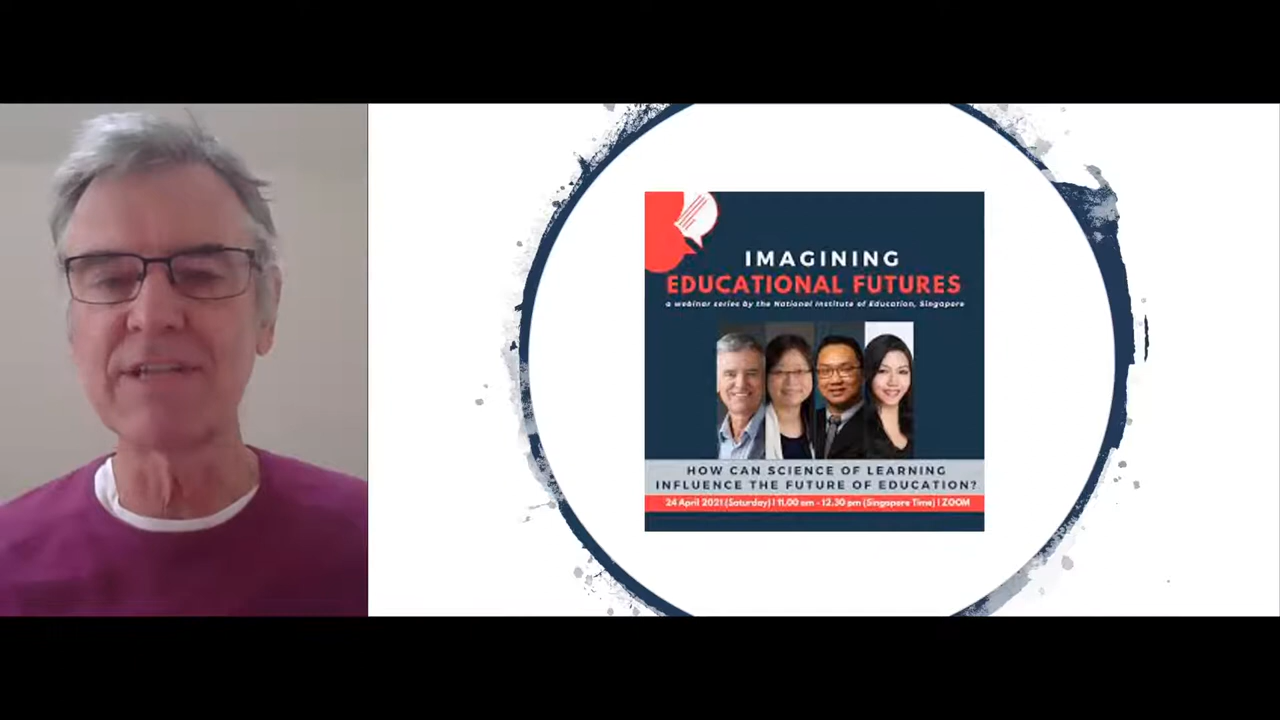 IMAGINING
EDUCATIONAL FUTURES
a webinar series by the National Institute of Education, Singapore
HOW CAN SCIENCE OF LEARNING
INFLUENCE THE FUTURE OF EDUCATION?
24 April 2021 (Saturday) | 11.00 am - 12.30 pm (Singapore Time) | ZOOM